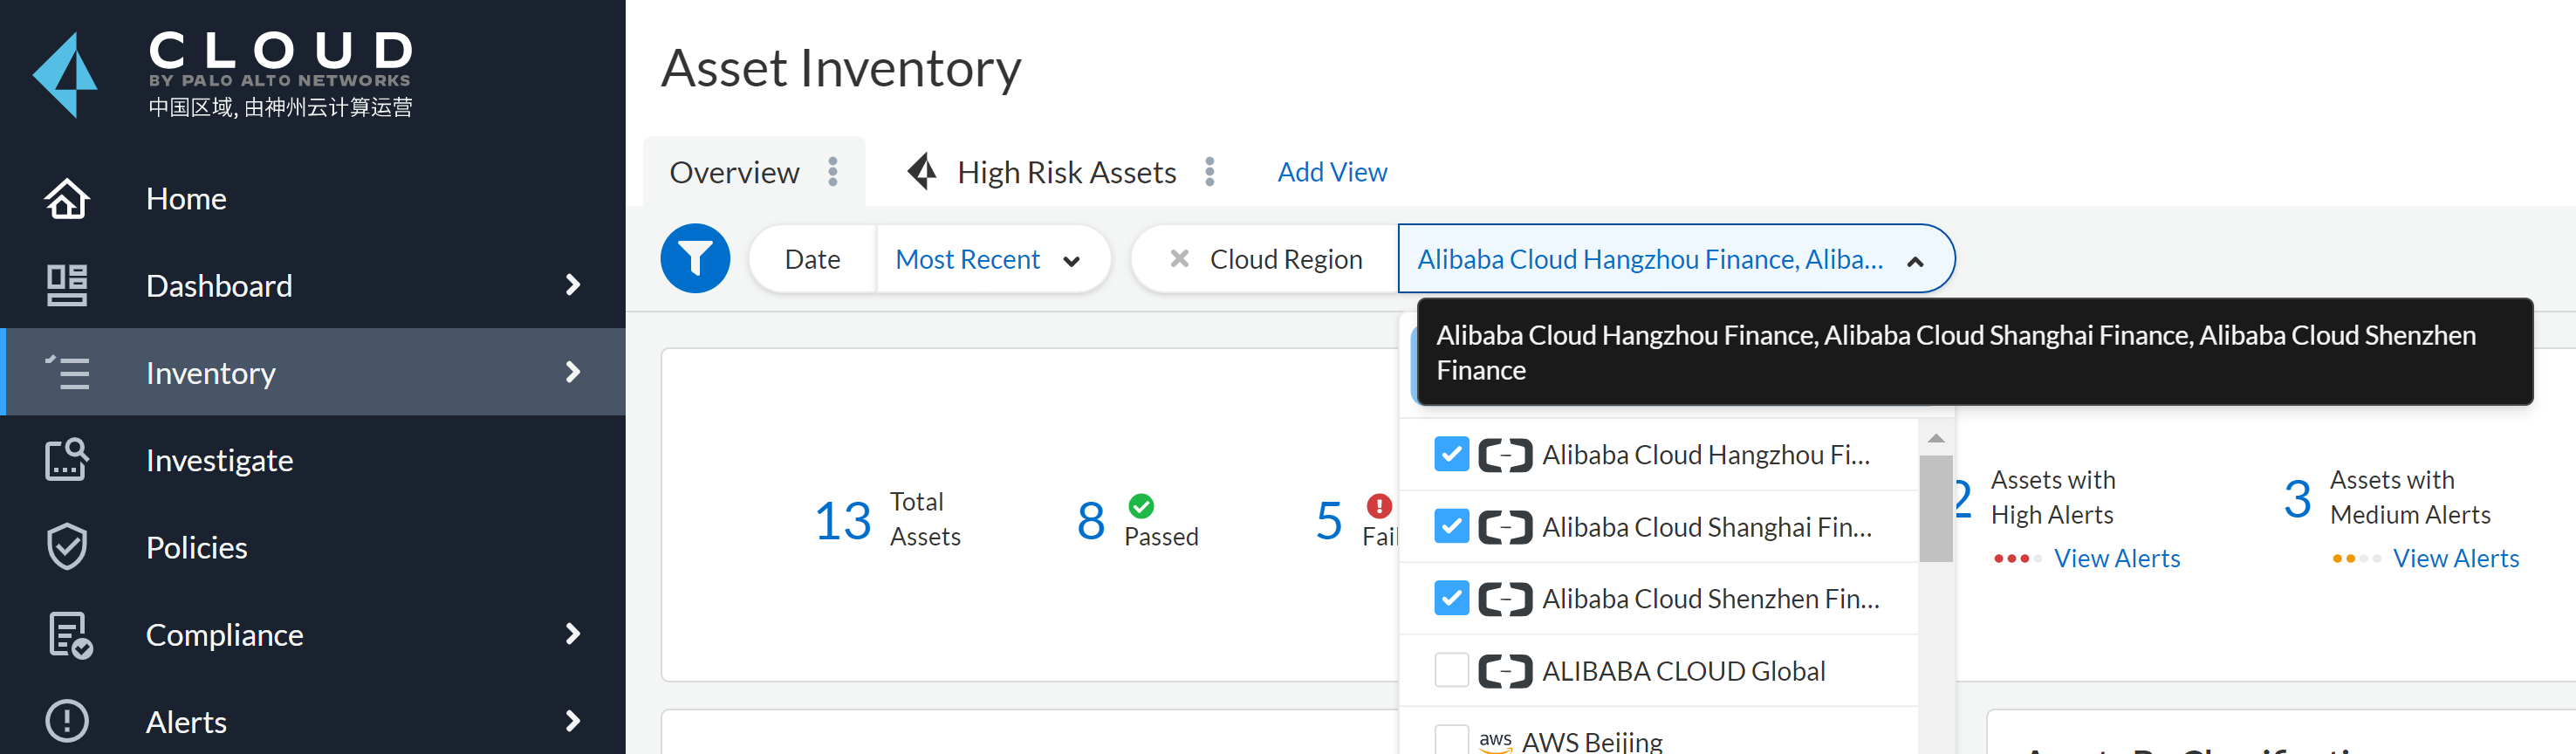 CLOUD
BY PALO ALTO NETWORKS
中国区域, 由神州云计算运营
Home
Dashboard
Inventory
Investigate
Policies
Compliance
Alerts
Asset Inventory
Overview
High Risk Assets
Add View
Date
Most Recent
Cloud Region
Alibaba Cloud Hangzhou Finance, Aliba...
Alibaba Cloud Hangzhou Finance, Alibaba Cloud Shanghai Finance, Alibaba Cloud Shenzhen
Finance
13 Total
Assets
8 Passed
5 Fail
Alibaba Cloud Hangzhou Fi...
Alibaba Cloud Shanghai Fin...
Alibaba Cloud Shenzhen Fin...
ALIBABA CLOUD Global
aws AWS Beijing
2 Assets with
High Alerts
View Alerts
3 Assets with
Medium Alerts
View Alerts